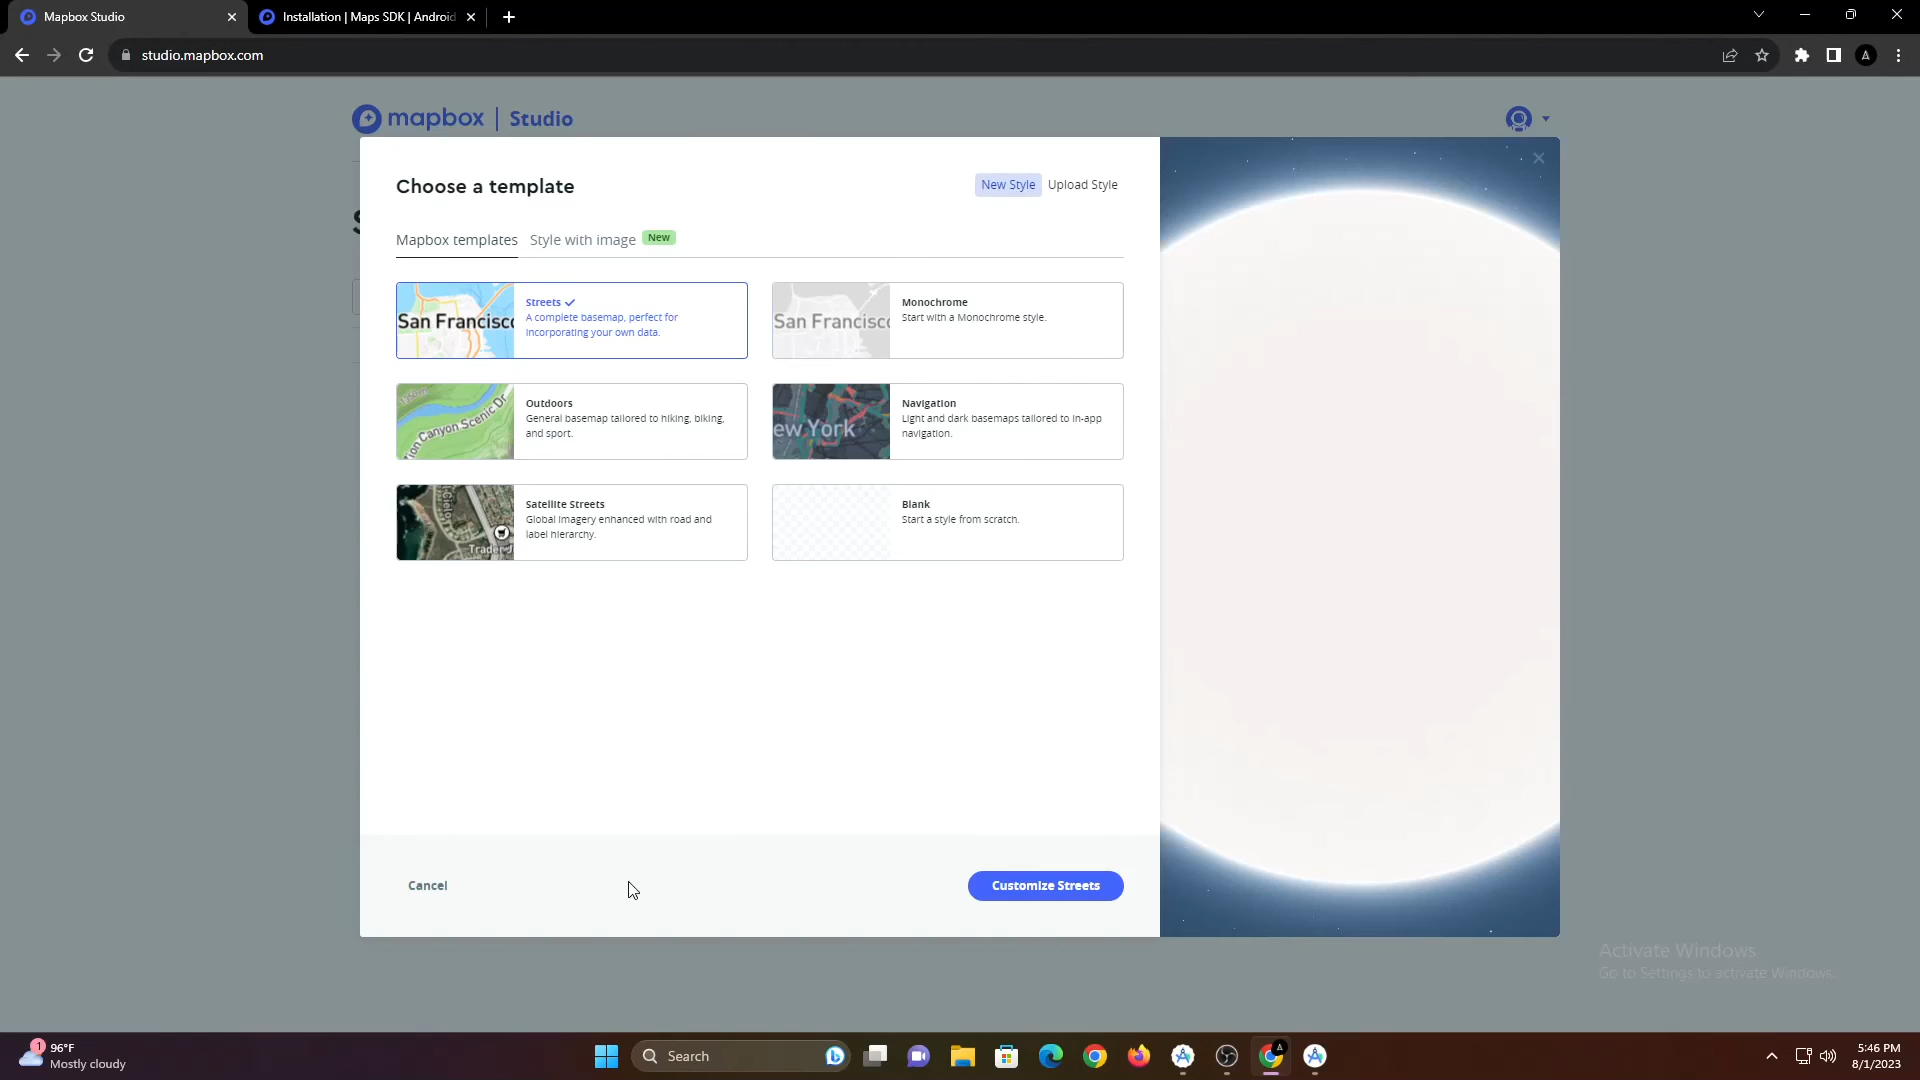 Mapbox Studio
Installation | Maps SDK | Android
studio.mapbox.com
A
mapbox | Studio
Choose a template
New Style
Upload Style
Mapbox templates
Style with image
New
San Francisc
Streets
A complete basemap, perfect for
incorporating your own data.
San Francisc
Monochrome
Start with a Monochrome style.
ion Canyon Scenic Dr
Outdoors
General basemap tailored to hiking, biking,
and sport.
ew York
Navigation
Light and dark basemaps tailored to in-app
navigation.
Trader J
Satellite Streets
Global imagery enhanced with road and
label hierarchy.
Blank
Start a style from scratch.
Cancel
Customize Streets
Activate Windows
Go to Settings to activate Windows.
1
96°F
Mostly cloudy
Search
A
5:46 PM
8/1/2023